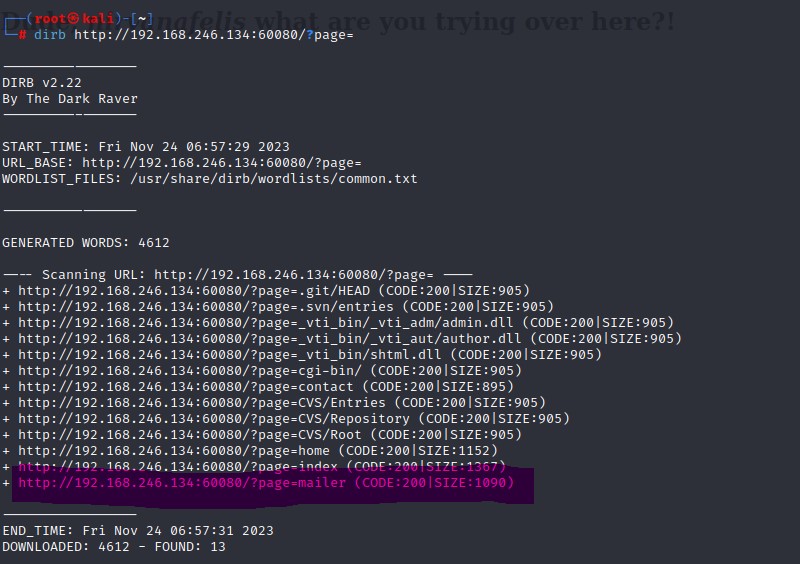 ┌──(root㉿kali)-[~]
nafelis what are you trying over here?!
└─# dirb http://192.168.246.134:60080/?page=
-----------------
DIRB v2.22
By The Dark Raver
-----------------
START_TIME: Fri Nov 24 06:57:29 2023
URL_BASE: http://192.168.246.134:60080/?page=
WORDLIST_FILES: /usr/share/dirb/wordlists/common.txt
-----------------
GENERATED WORDS: 4612
---- Scanning URL: http://192.168.246.134:60080/?page= ----
+ http://192.168.246.134:60080/?page=.git/HEAD (CODE:200|SIZE:905)
+ http://192.168.246.134:60080/?page=.svn/entries (CODE:200|SIZE:905)
+ http://192.168.246.134:60080/?page=_vti_bin/_vti_adm/admin.dll (CODE:200|SIZE:905)
+ http://192.168.246.134:60080/?page=_vti_bin/_vti_aut/author.dll (CODE:200|SIZE:905)
+ http://192.168.246.134:60080/?page=_vti_bin/shtml.dll (CODE:200|SIZE:905)
+ http://192.168.246.134:60080/?page=cgi-bin/ (CODE:200|SIZE:905)
+ http://192.168.246.134:60080/?page=contact (CODE:200|SIZE:895)
+ http://192.168.246.134:60080/?page=CVS/Entries (CODE:200|SIZE:905)
+ http://192.168.246.134:60080/?page=CVS/Repository (CODE:200|SIZE:905)
+ http://192.168.246.134:60080/?page=CVS/Root (CODE:200|SIZE:905)
+ http://192.168.246.134:60080/?page=home (CODE:200|SIZE:1152)
+ http://192.168.246.134:60080/?page=index (CODE:200|SIZE:1367)
+ http://192.168.246.134:60080/?page=mailer (CODE:200|SIZE:1090)
-----------------
END_TIME: Fri Nov 24 06:57:31 2023
DOWNLOADED: 4612 - FOUND: 13